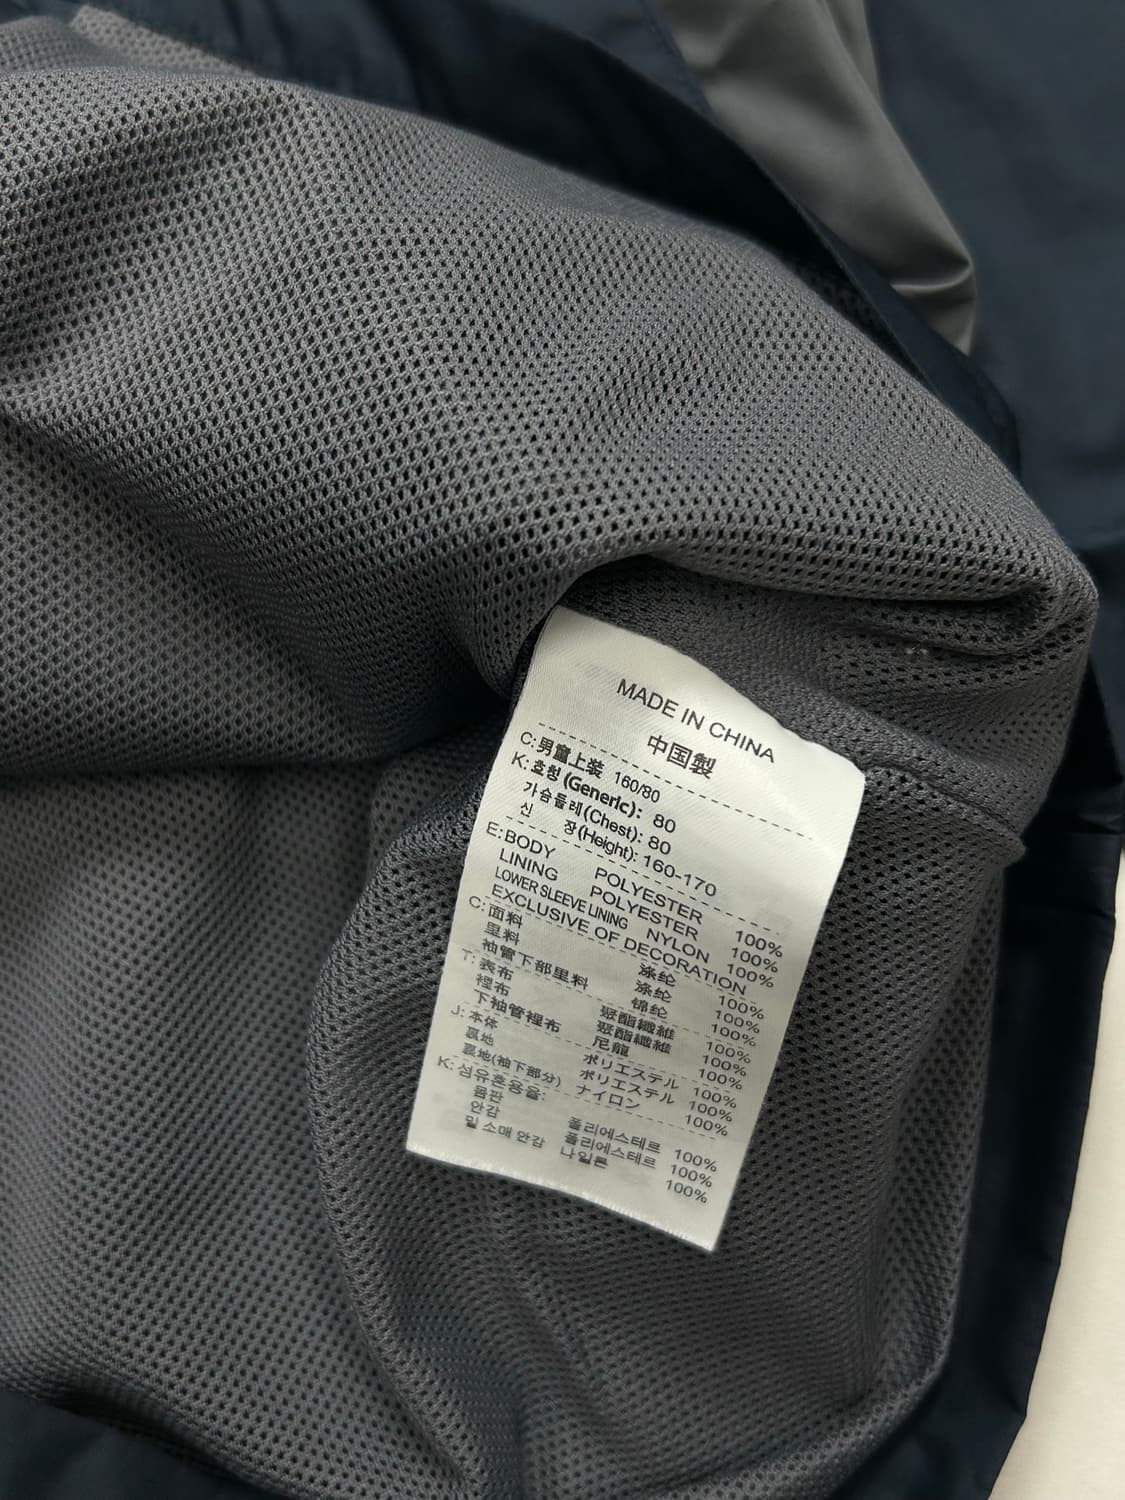 MADE IN CHINA
中国製
C: 男童上裝 160/80
K: 호칭 (Generic): 80
가슴둘레(Chest): 80
신 장(Height): 160-170
E: BODY POLYESTER 100%
LINING POLYESTER 100%
LOWER SLEEVE LINING NYLON 100%
EXCLUSIVE OF DECORATION
C: 面料 涤纶 100%
里料 涤纶 100%
袖管下部里料 锦纶 100%
T: 表布 聚酯纖維 100%
裡布 聚酯纖維 100%
下袖管裡布 尼龍 100%
J: 本体 ポリエステル 100%
裏地 ポリエステル 100%
裏地(袖下部分) ナイロン 100%
K: 섬유혼용율:
몸판 폴리에스테르 100%
안감 폴리에스테르 100%
밑 소매 안감 나일론 100%